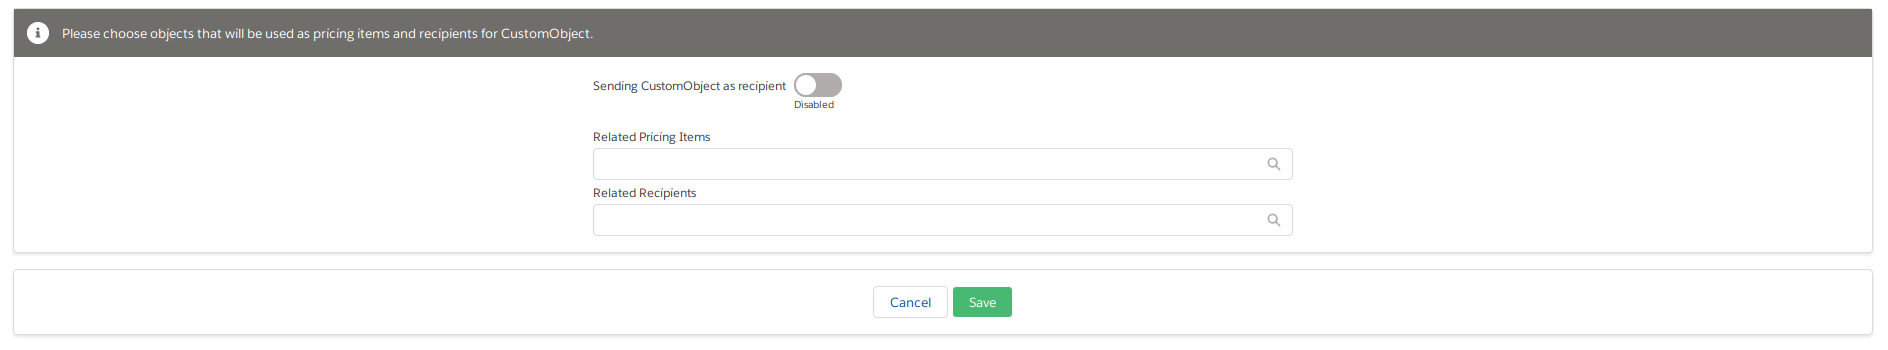 Please choose objects that will be used as pricing items and recipients for CustomObject.
Sending CustomObject as recipient
Disabled
Related Pricing Items
Related Recipients
Cancel Save